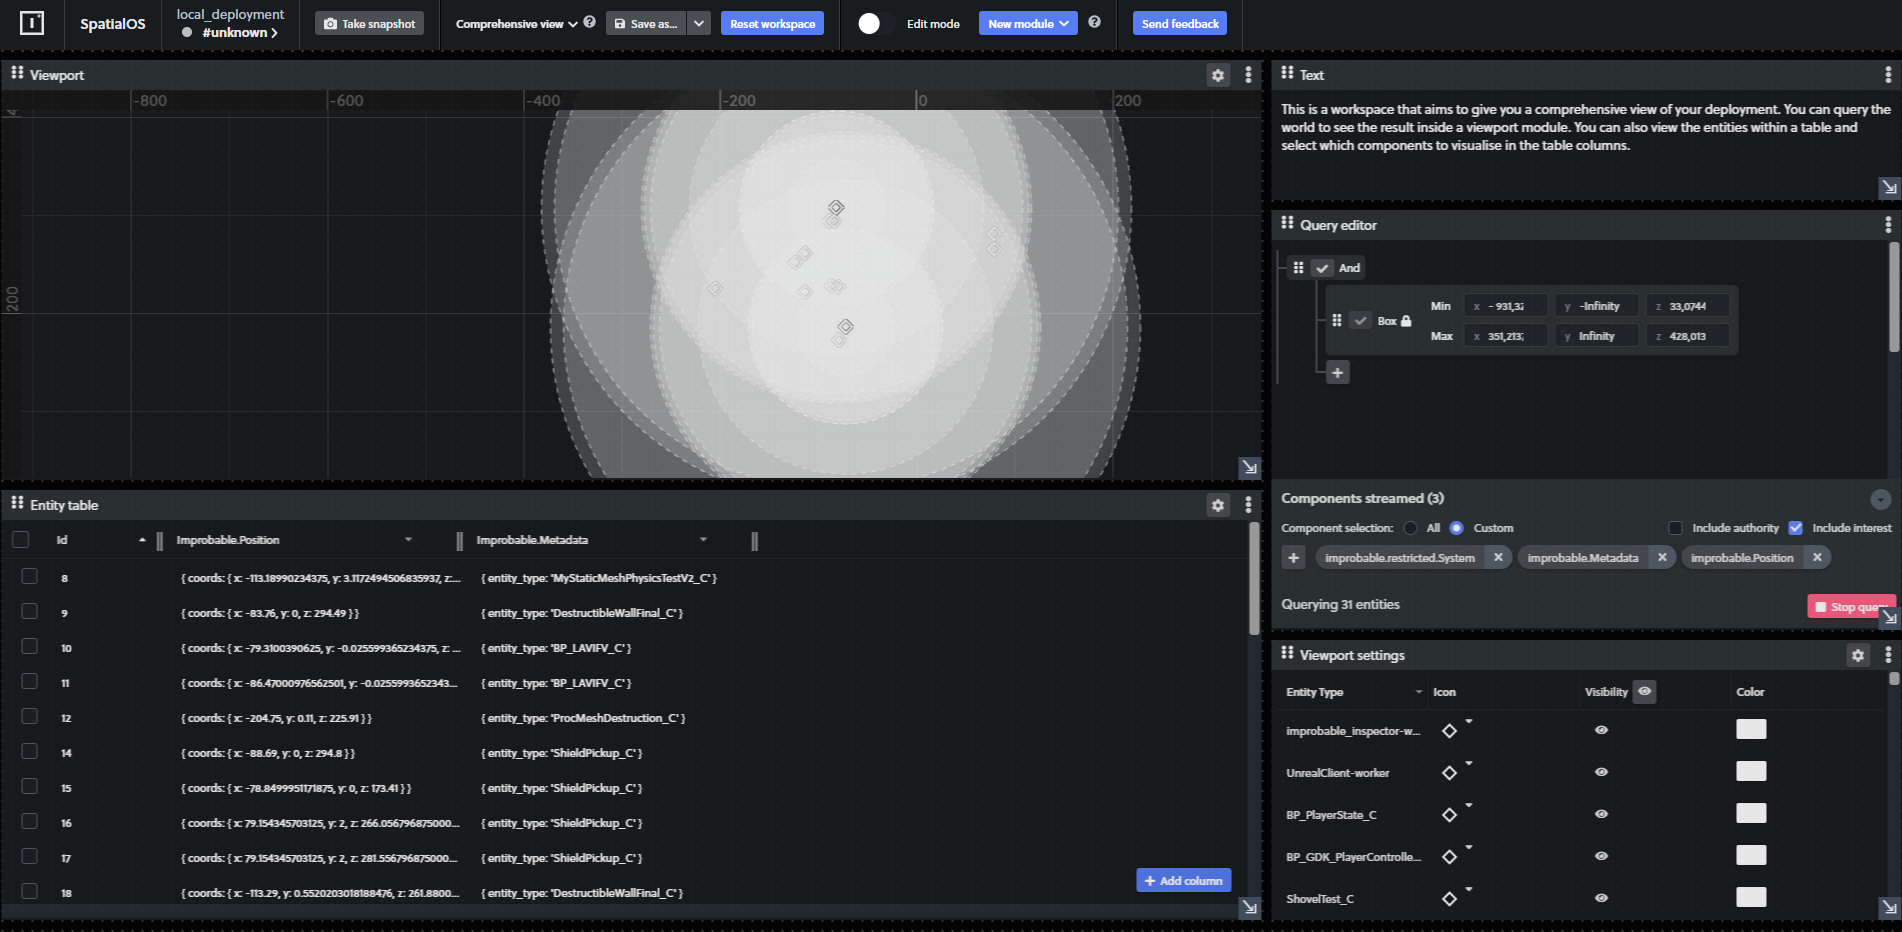 SpatialOS
local_deployment
#unknown
Take snapshot
Comprehensive view
Save as...
Reset workspace
Edit mode
New module
Send feedback
Viewport
-800 -600 -400 -200 0 200
200
Text
This is a workspace that aims to give you a comprehensive view of your deployment. You can query the
world to see the result inside a viewport module. You can also view the entities within a table and
select which components to visualise in the table columns.
Query editor
And
Box
Min x -931,32 y -Infinity z 33,0744
Max x 351,213; y Infinity z 428,013
Components streamed (3)
Component selection: All Custom Include authority Include interest
improbable.restricted.System improbable.Metadata improbable.Position
Querying 31 entities
Stop query
Entity table
Id Improbable.Position Improbable.Metadata
8 { coords: { x: -113.18990234375, y: 3.1172494506835937, z:... { entity_type: 'MyStaticMeshPhysicsTestV2_C' }
9 { coords: { x: -83.76, y: 0, z: 294.49 } } { entity_type: 'DestructibleWallFinal_C' }
10 { coords: { x: -79.3100390625, y: -0.025599365234375, z: ... { entity_type: 'BP_LAVIFV_C' }
11 { coords: { x: -86.47000976562501, y: -0.0255993652343... { entity_type: 'BP_LAVIFV_C' }
12 { coords: { x: -204.75, y: 0.11, z: 225.91 } } { entity_type: 'ProcMeshDestruction_C' }
14 { coords: { x: -88.69, y: 0, z: 294.8 } } { entity_type: 'ShieldPickup_C' }
15 { coords: { x: -78.8499951171875, y: 0, z: 173.41 } } { entity_type: 'ShieldPickup_C' }
16 { coords: { x: 79.154345703125, y: 2, z: 266.056796875000... { entity_type: 'ShieldPickup_C' }
17 { coords: { x: 79.154345703125, y: 2, z: 281.556796875000... { entity_type: 'ShieldPickup_C' }
18 { coords: { x: -113.29, y: 0.5520203018188476, z: 261.8800... { entity_type: 'DestructibleWallFinal_C' }
Add column
Viewport settings
Entity Type Icon Visibility Color
improbable_inspector-w...
UnrealClient-worker
BP_PlayerState_C
BP_GDK_PlayerControlle...
ShovelTest_C